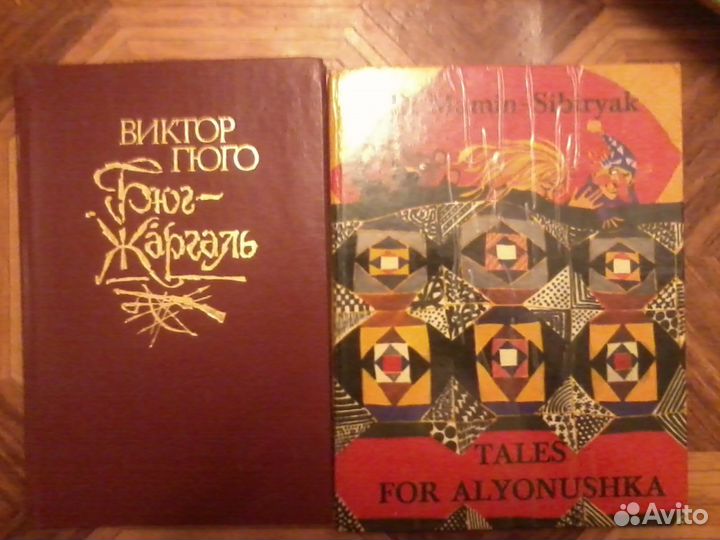 ВИКТОР
ГЮГО
Бюг-
Жаргаль
D. Mamin-Sibiryak
TALES
FOR ALYONUSHKA
Avito